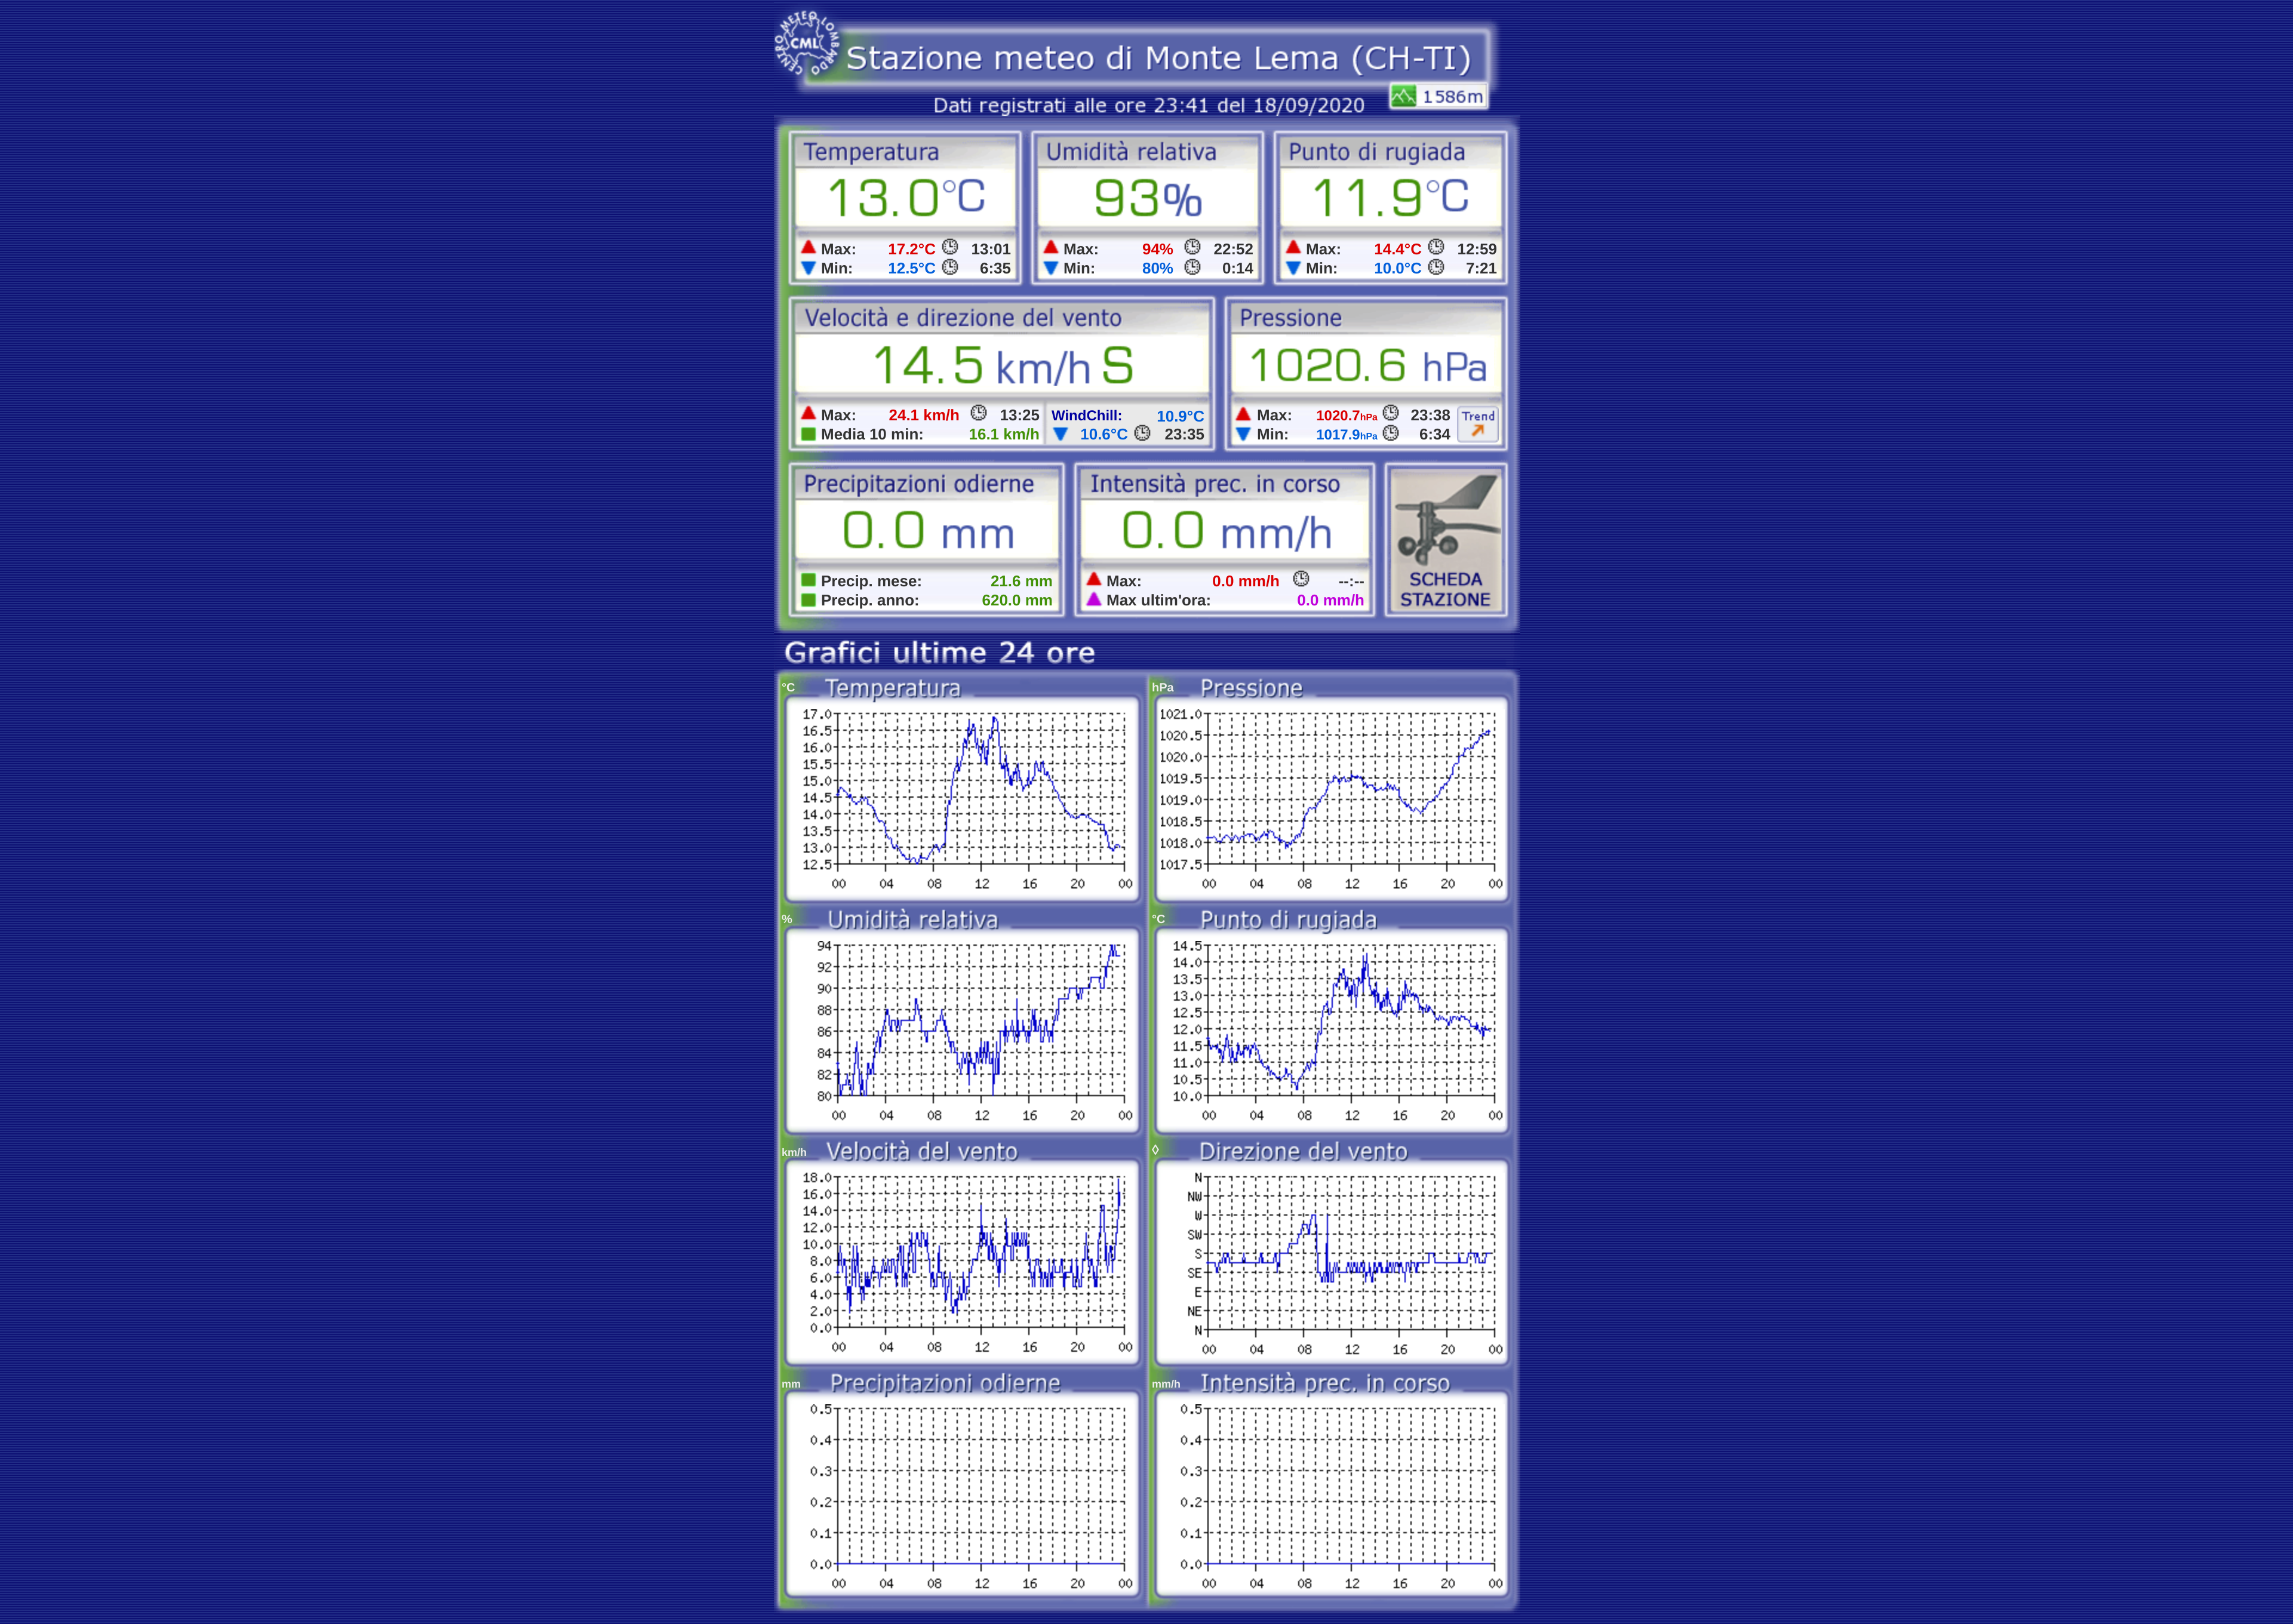 CENTRO METEO LOMBARDO
CML
Stazione meteo di Monte Lema (CH-TI)
Dati registrati alle ore 23:41 del 18/09/2020
1586m
Temperatura
13.0°C
Max: 17.2°C 13:01
Min: 12.5°C 6:35
Umidità relativa
93%
Max: 94% 22:52
Min: 80% 0:14
Punto di rugiada
11.9°C
Max: 14.4°C 12:59
Min: 10.0°C 7:21
Velocità e direzione del vento
14.5 km/h S
Max: 24.1 km/h 13:25
Media 10 min: 16.1 km/h
WindChill: 10.9°C
10.6°C 23:35
Pressione
1020.6 hPa
Max: 1020.7hPa 23:38
Min: 1017.9hPa 6:34
Trend
Precipitazioni odierne
0.0 mm
Precip. mese: 21.6 mm
Precip. anno: 620.0 mm
Intensità prec. in corso
0.0 mm/h
Max: 0.0 mm/h --:--
Max ultim'ora: 0.0 mm/h
SCHEDA
STAZIONE
Grafici ultime 24 ore
°C Temperatura
17.0
16.5
16.0
15.5
15.0
14.5
14.0
13.5
13.0
12.5
00 04 08 12 16 20 00
hPa Pressione
1021.0
1020.5
1020.0
1019.5
1019.0
1018.5
1018.0
1017.5
00 04 08 12 16 20 00
% Umidità relativa
94
92
90
88
86
84
82
80
00 04 08 12 16 20 00
°C Punto di rugiada
14.5
14.0
13.5
13.0
12.5
12.0
11.5
11.0
10.5
10.0
00 04 08 12 16 20 00
km/h Velocità del vento
18.0
16.0
14.0
12.0
10.0
8.0
6.0
4.0
2.0
0.0
00 04 08 12 16 20 00
◊ Direzione del vento
N
NW
W
SW
S
SE
E
NE
N
00 04 08 12 16 20 00
mm Precipitazioni odierne
0.5
0.4
0.3
0.2
0.1
0.0
00 04 08 12 16 20 00
mm/h Intensità prec. in corso
0.5
0.4
0.3
0.2
0.1
0.0
00 04 08 12 16 20 00